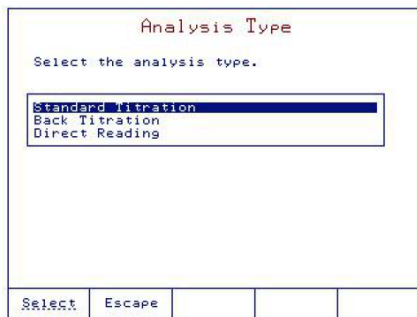 Analysis Type
Select the analysis type.
Standard Titration
Back Titration
Direct Reading
Select Escape